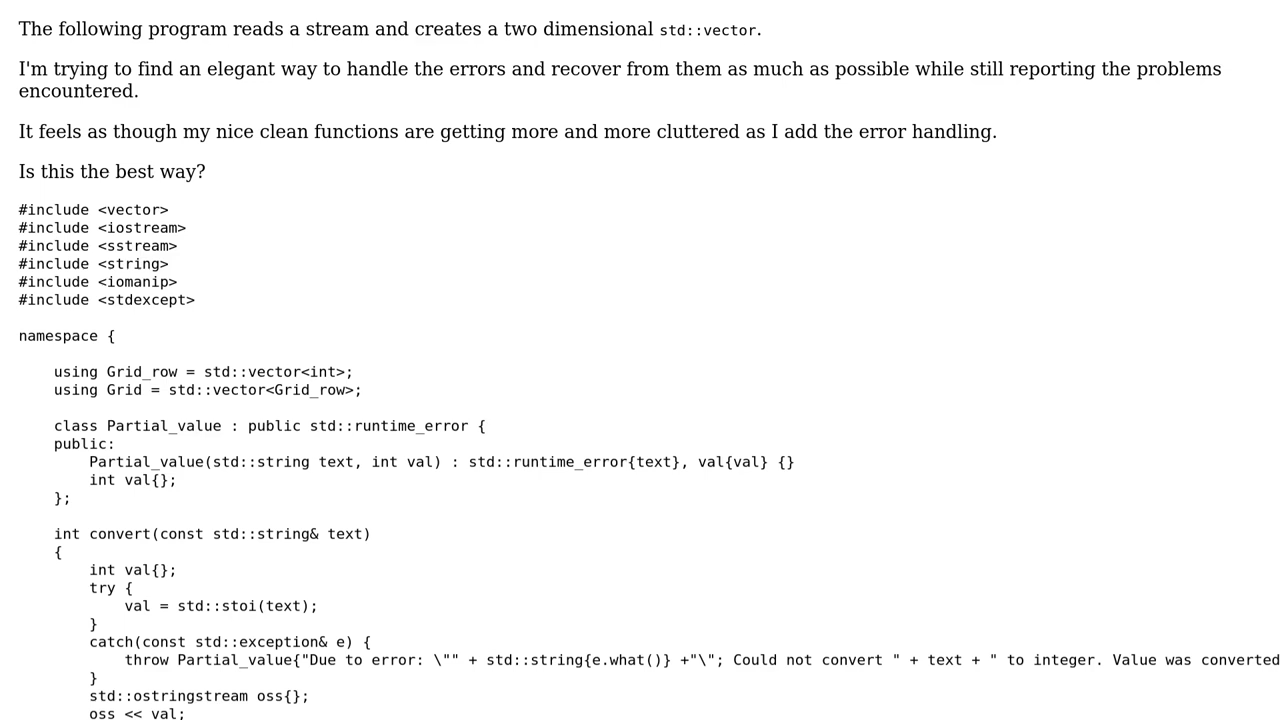 The following program reads a stream and creates a two dimensional std::vector.
I'm trying to find an elegant way to handle the errors and recover from them as much as possible while still reporting the problems
encountered.
It feels as though my nice clean functions are getting more and more cluttered as I add the error handling.
Is this the best way?
#include <vector>
#include <iostream>
#include <sstream>
#include <string>
#include <iomanip>
#include <stdexcept>
namespace {
    using Grid_row = std::vector<int>;
    using Grid = std::vector<Grid_row>;
    class Partial_value : public std::runtime_error {
    public:
        Partial_value(std::string text, int val) : std::runtime_error{text}, val{val} {}
        int val{};
    };
    int convert(const std::string& text)
    {
        int val{};
        try {
            val = std::stoi(text);
        }
        catch(const std::exception& e) {
            throw Partial_value{"Due to error: \"" + std::string{e.what()} +"\"; Could not convert " + text + " to integer. Value was converted
        }
        std::ostringstream oss{};
        oss << val;